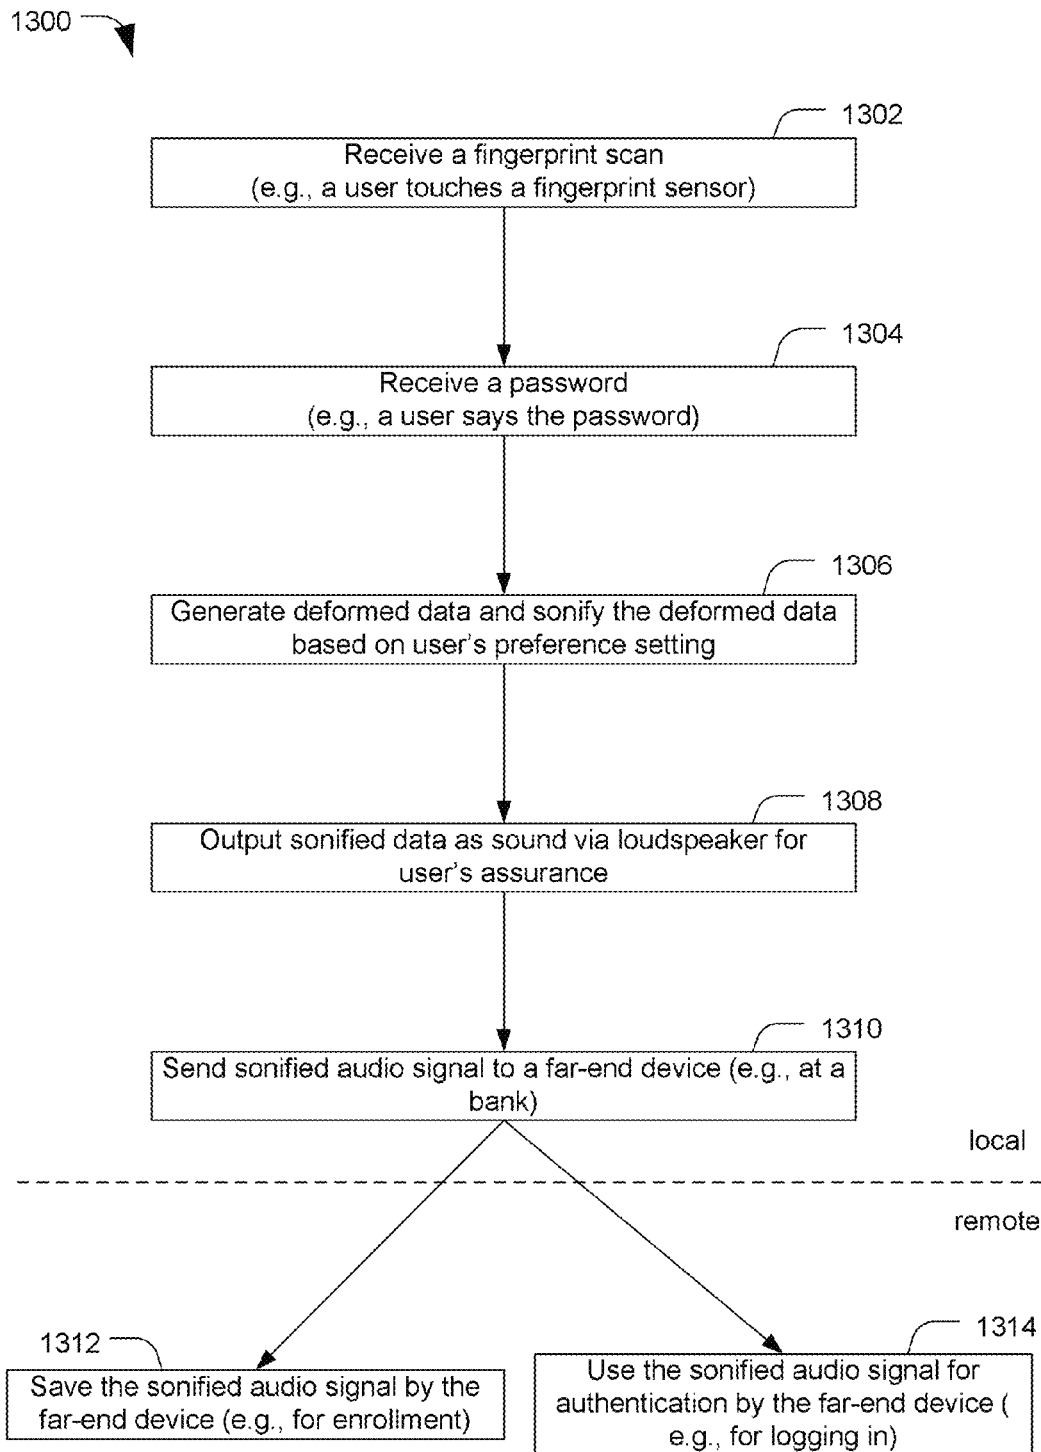 1300
1302
Receive a fingerprint scan
(e.g., a user touches a fingerprint sensor)
1304
Receive a password
(e.g., a user says the password)
1306
Generate deformed data and sonify the deformed data
based on user's preference setting
1308
Output sonified data as sound via loudspeaker for
user's assurance
1310
Send sonified audio signal to a far-end device (e.g., at a
bank)
local
remote
1312
Save the sonified audio signal by the
far-end device (e.g., for enrollment)
1314
Use the sonified audio signal for
authentication by the far-end device (
e.g., for logging in)